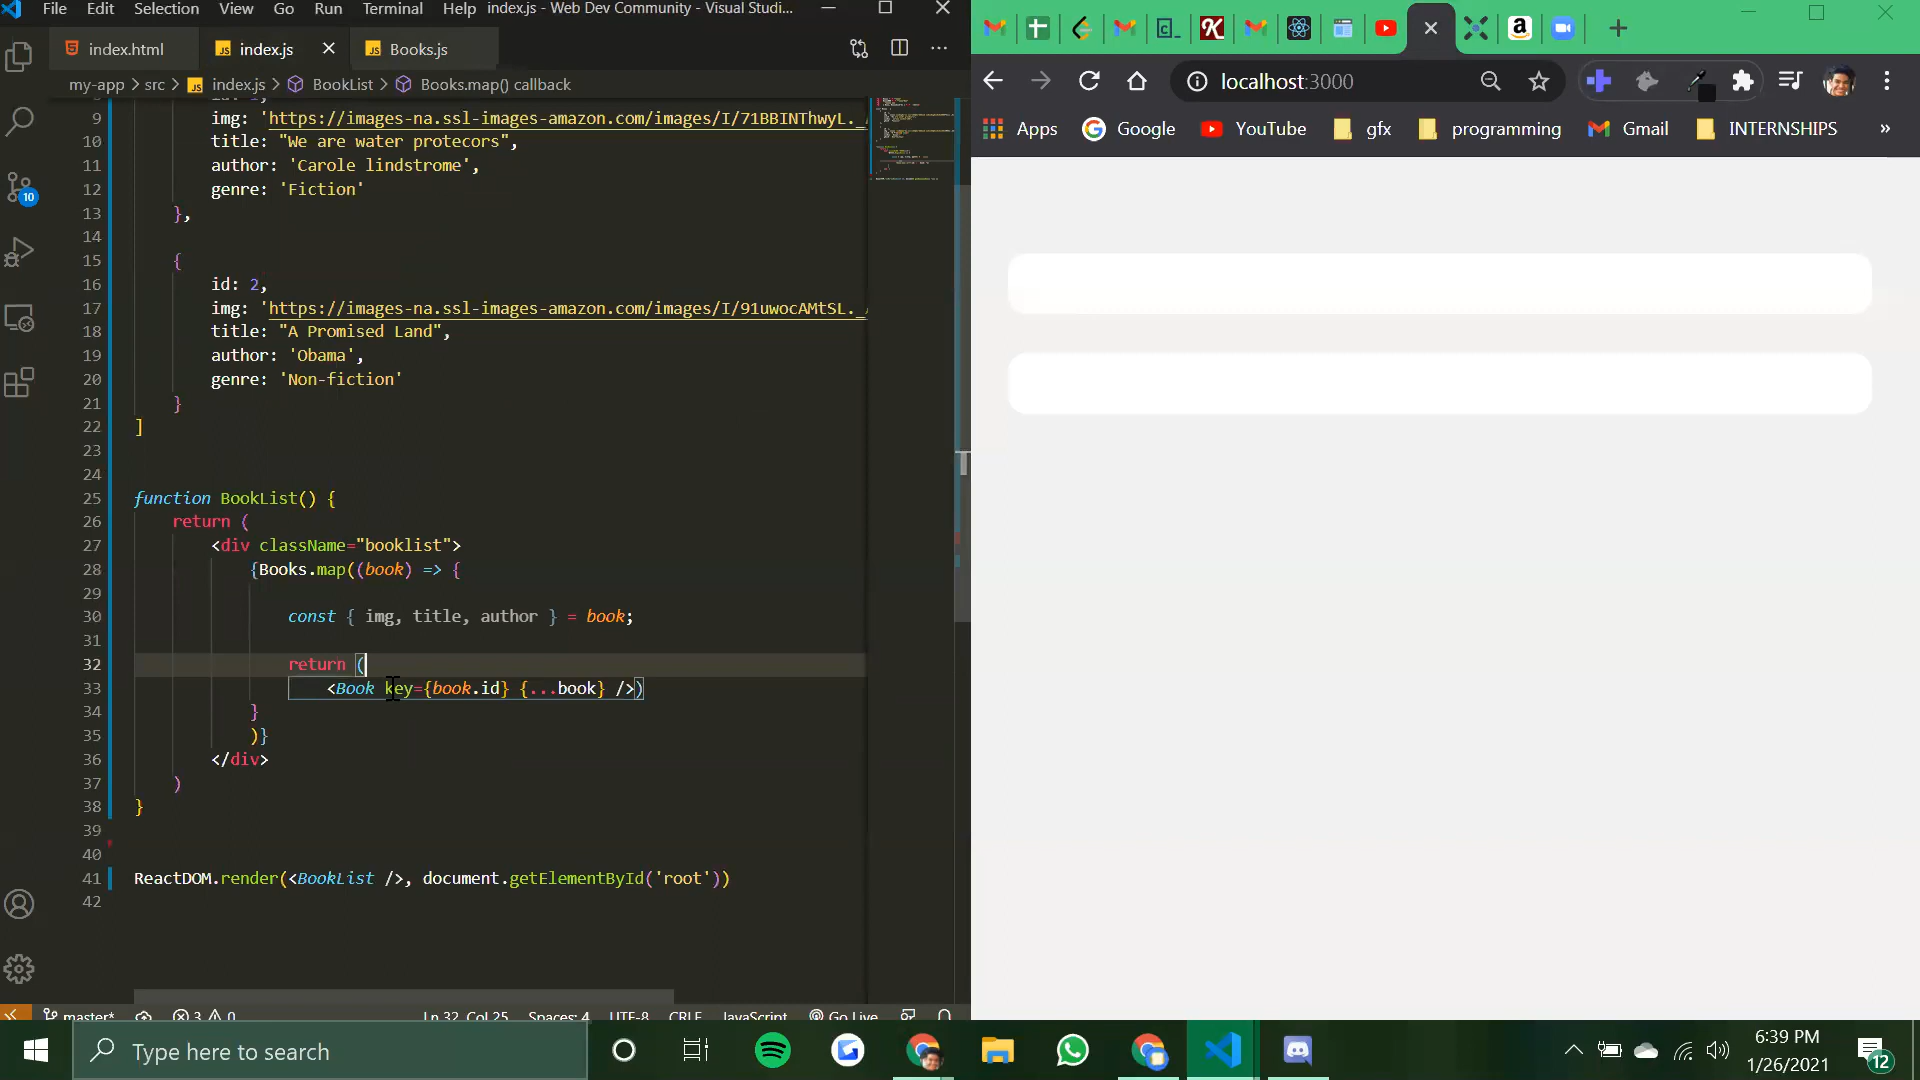 File Edit Selection View Go Run Terminal Help index.js - Web Dev Community - Visual Studi...
index.html JS index.js JS Books.js
my-app > src > JS index.js > BookList > Books.map() callback
9 img: 'https://images-na.ssl-images-amazon.com/images/I/71BBINThwyL._
10 title: "We are water protecors",
11 author: 'Carole lindstrome',
12 genre: 'Fiction'
13 },
14
15 {
16 id: 2,
17 img: 'https://images-na.ssl-images-amazon.com/images/I/91uwocAMtSL._
18 title: "A Promised Land",
19 author: 'Obama',
20 genre: 'Non-fiction'
21 }
22 ]
23
24
25 function BookList() {
26 return (
27 <div className="booklist">
28 {Books.map((book) => {
29
30 const { img, title, author } = book;
31
32 return (
33 <Book key={book.id} {...book} />)
34 }
35 )}
36 </div>
37 )
38 }
39
40
41 ReactDOM.render(<BookList />, document.getElementById('root'))
42
10
master* 3 0 Ln 32, Col 25 Spaces: 4 UTF-8 CRLF JavaScript Go Live
localhost:3000
Apps Google YouTube gfx programming Gmail INTERNSHIPS »
Type here to search
6:39 PM
1/26/2021
12